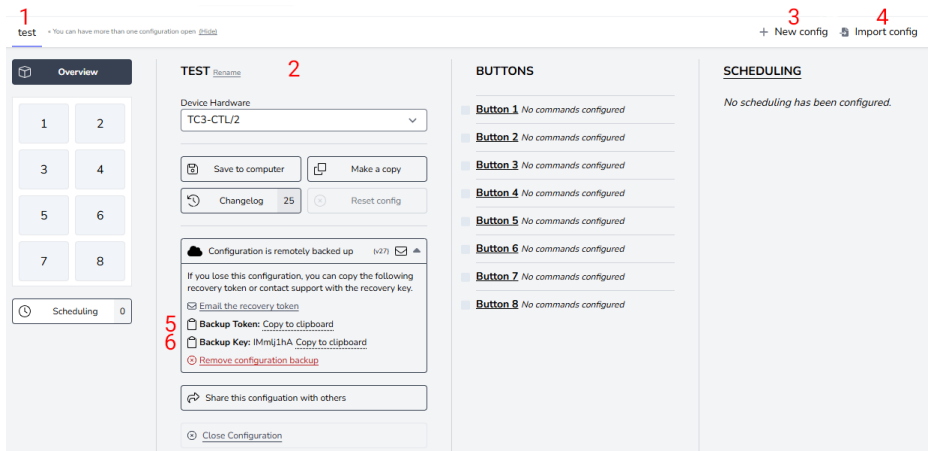 1
3
4
test
< You can have more than one configuration open (Hide)
New config
Import config
Overview
1
2
3
4
5
6
7
8
Scheduling
0
TEST Rename
2
Device Hardware
TC3-CTL/2
Save to computer
Make a copy
Changelog
25
Reset config
Configuration is remotely backed up (v27)
If you lose this configuration, you can copy the following
recovery token or contact support with the recovery key.
Email the recovery token
5
Backup Token: Copy to clipboard
6
Backup Key: IMmlj1hA Copy to clipboard
Remove configuration backup
Share this configuation with others
Close Configuration
BUTTONS
Button 1 No commands configured
Button 2 No commands configured
Button 3 No commands configured
Button 4 No commands configured
Button 5 No commands configured
Button 6 No commands configured
Button 7 No commands configured
Button 8 No commands configured
SCHEDULING
No scheduling has been configured.